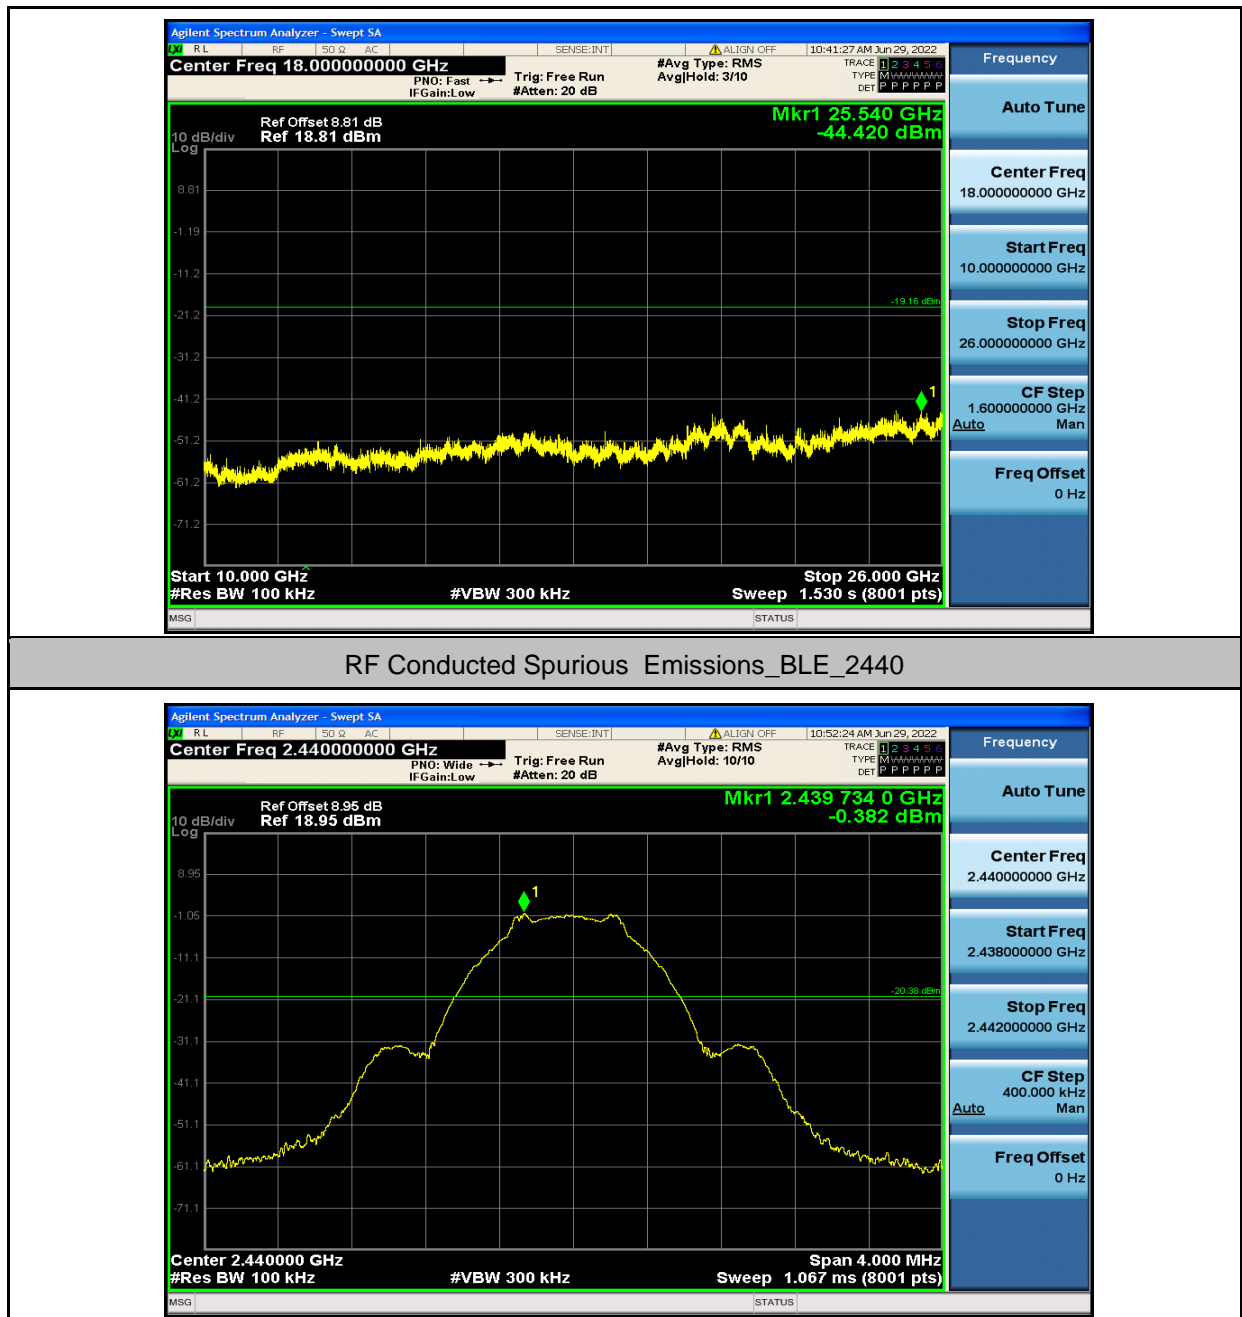 Agilent Spectrum Analyzer - Swept SA
LXI RL RF 50 Ω AC SENSE:INT ALIGN OFF 10:41:27 AM Jun 29, 2022
Center Freq 18.000000000 GHz
PNO: Fast
IFGain:Low
Trig: Free Run
#Atten: 20 dB
#Avg Type: RMS
Avg|Hold: 3/10
TRACE 1 2 3 4 5 6
TYPE M
DET P P P P P P
Mkr1 25.540 GHz
-44.420 dBm
Ref Offset 8.81 dB
10 dB/div Ref 18.81 dBm
Log
8.81
-1.19
-11.2
-19.16 dBm
-21.2
-31.2
-41.2
1
-51.2
-61.2
-71.2
Start 10.000 GHz Stop 26.000 GHz
#Res BW 100 kHz #VBW 300 kHz Sweep 1.530 s (8001 pts)
MSG STATUS
Frequency
Auto Tune
Center Freq
18.000000000 GHz
Start Freq
10.000000000 GHz
Stop Freq
26.000000000 GHz
CF Step
1.600000000 GHz
Auto Man
Freq Offset
0 Hz
RF Conducted Spurious Emissions_BLE_2440
Agilent Spectrum Analyzer - Swept SA
LXI RL RF 50 Ω AC SENSE:INT ALIGN OFF 10:52:24 AM Jun 29, 2022
Center Freq 2.440000000 GHz
PNO: Wide
IFGain:Low
Trig: Free Run
#Atten: 20 dB
#Avg Type: RMS
Avg|Hold: 10/10
TRACE 1 2 3 4 5 6
TYPE M
DET P P P P P P
Mkr1 2.439 734 0 GHz
-0.382 dBm
Ref Offset 8.95 dB
10 dB/div Ref 18.95 dBm
Log
8.95
1
-1.05
-11.1
-20.38 dBm
-21.1
-31.1
-41.1
-51.1
-61.1
-71.1
Center 2.440000 GHz Span 4.000 MHz
#Res BW 100 kHz #VBW 300 kHz Sweep 1.067 ms (8001 pts)
MSG STATUS
Frequency
Auto Tune
Center Freq
2.440000000 GHz
Start Freq
2.438000000 GHz
Stop Freq
2.442000000 GHz
CF Step
400.000 kHz
Auto Man
Freq Offset
0 Hz